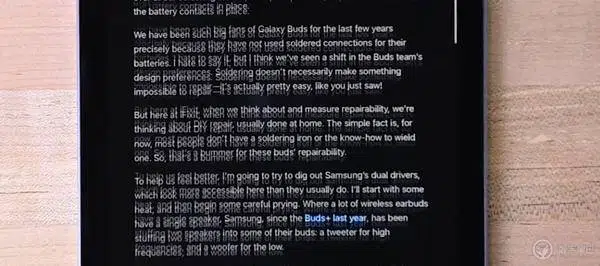 the battery contacts in place.
We have been such big fans of Galaxy Buds for the last few years
precisely because they have not used soldered connections for their
batteries. I hate to say it, but I think we've seen a shift in the Buds team's
design preferences. Soldering doesn't necessarily make something
impossible to repair—it's actually pretty easy, like you just saw!
But here at iFixit, when we think about and measure repairability, we're
thinking about DIY repair, usually done at home. The simple fact is, for
now, most people don't have a soldering iron or the know-how to wield
one. So, that's a bummer for these buds' repairability.
To help us feel better, I'm going to try to dig out Samsung's dual drivers,
which look more accessible here than they usually do. I'll start with some
heat, and then begin some careful prying. Where a lot of wireless earbuds
have a single speaker, Samsung, since the Buds+ last year, has been
stuffing two speakers into some of their buds: a tweeter for high
frequencies, and a woofer for the low.